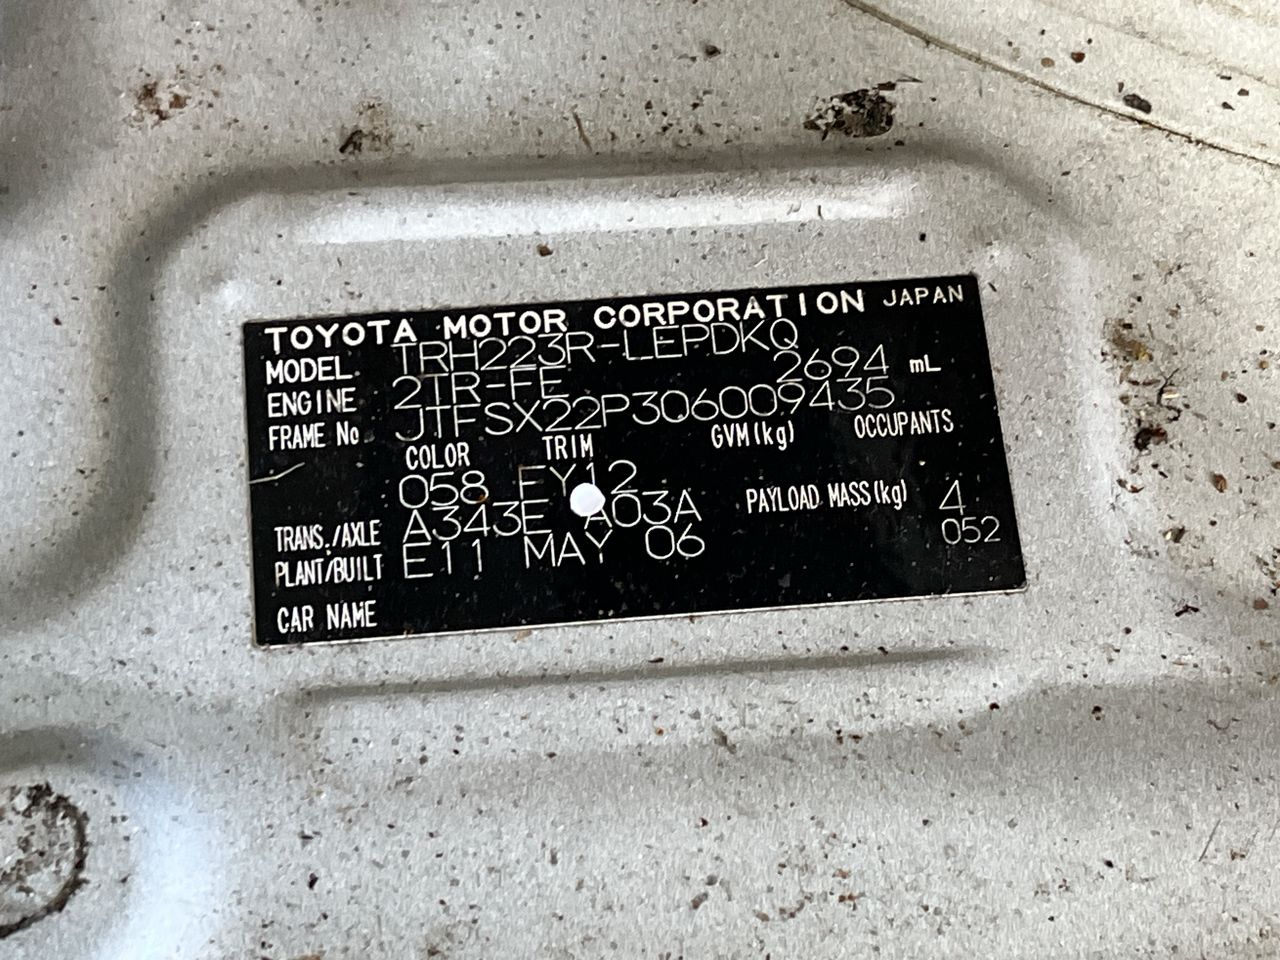 TOYOTA MOTOR CORPORATION JAPAN
MODEL TRH223R-LEPDKQ
ENGINE 2TR-FE 2694 mL
FRAME No JTFSX22P306009435
COLOR TRIM GVM(kg) OCCUPANTS
058 FY12
TRANS./AXLE A343E A03A PAYLOAD MASS(kg) 4
PLANT/BUILT E11 MAY 06 052
CAR NAME